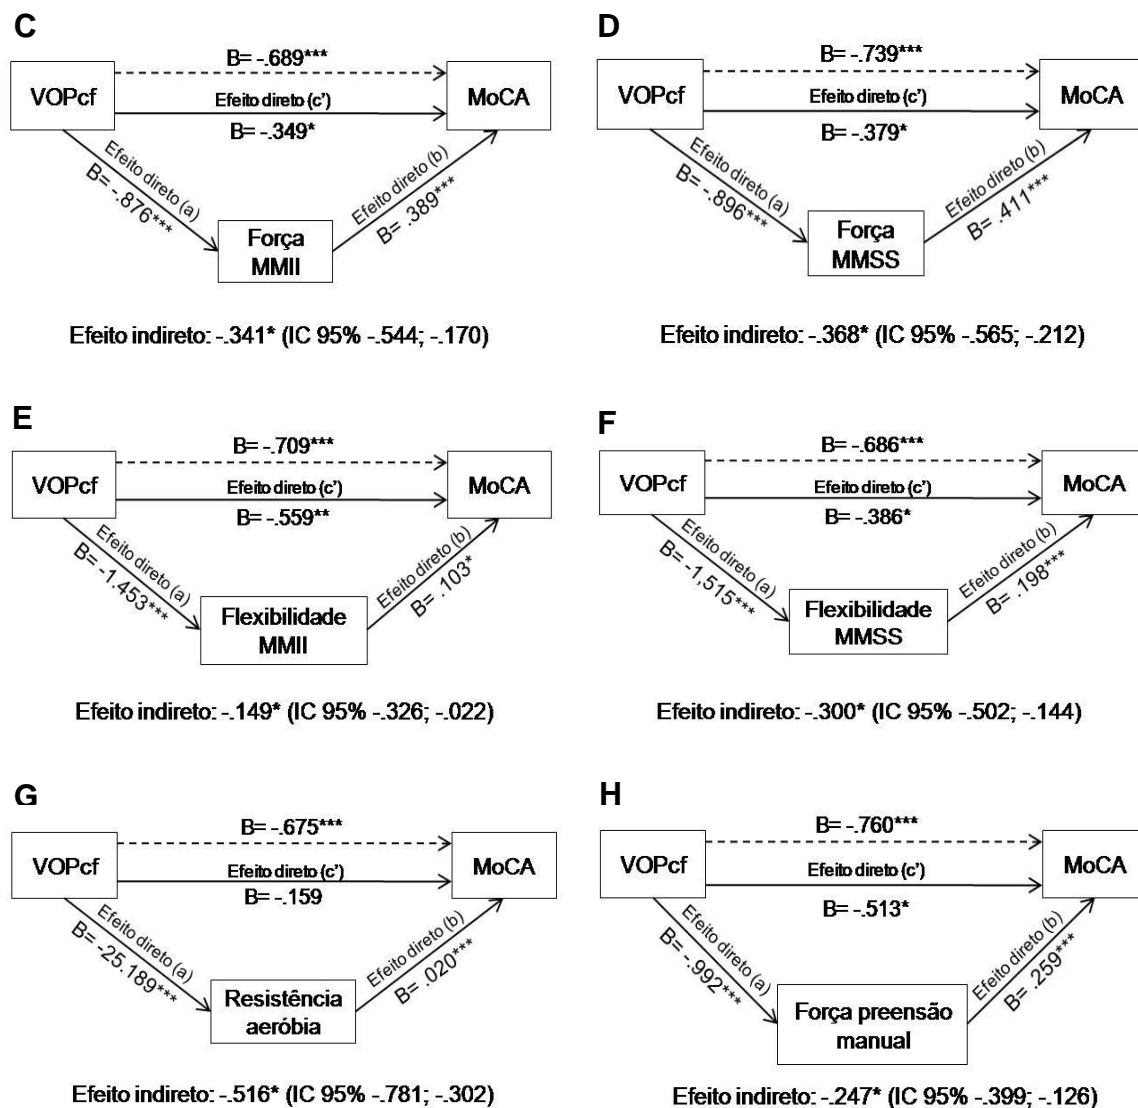 C
B= -.689***
VOPcf
MoCA
Efeito direto (c')
B= -.349*
Efeito direto (a)
B= -.876***
Efeito direto (b)
B= .389***
Força
MMII
Efeito indireto: -.341* (IC 95% -.544; -.170)
D
B= -.739***
VOPcf
MoCA
Efeito direto (c')
B= -.379*
Efeito direto (a)
B= -.896***
Efeito direto (b)
B= .411***
Força
MMSS
Efeito indireto: -.368* (IC 95% -.565; -.212)
E
B= -.709***
VOPcf
MoCA
Efeito direto (c')
B= -.559**
Efeito direto (a)
B= -1.453***
Efeito direto (b)
B= .103*
Flexibilidade
MMII
Efeito indireto: -.149* (IC 95% -.326; -.022)
F
B= -.686***
VOPcf
MoCA
Efeito direto (c')
B= -.386*
Efeito direto (a)
B= -1,515***
Efeito direto (b)
B= .198***
Flexibilidade
MMSS
Efeito indireto: -.300* (IC 95% -.502; -.144)
G
B= -.675***
VOPcf
MoCA
Efeito direto (c')
B= -.159
Efeito direto (a)
B= -25.189***
Efeito direto (b)
B= .020***
Resistência
aeróbia
Efeito indireto: -.516* (IC 95% -.781; -.302)
H
B= -.760***
VOPcf
MoCA
Efeito direto (c')
B= -.513*
Efeito direto (a)
B= -.992***
Efeito direto (b)
B= .259***
Força preensão
manual
Efeito indireto: -.247* (IC 95% -.399; -.126)